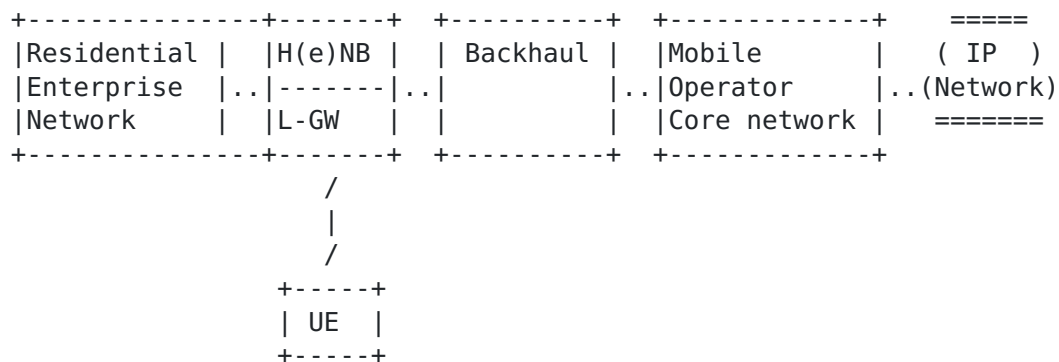 +---------------+-------+  +----------+  +-------------+    =====
|Residential |  |H(e)NB |  | Backhaul |  |Mobile       |   ( IP  )
|Enterprise  |..|-------|..|          |..|Operator     |..(Network)
|Network     |  |L-GW   |  |          |  |Core network |   =======
+---------------+-------+  +----------+  +-------------+
                    /
                    |
                    /
                 +-----+
                 | UE  |
                 +-----+